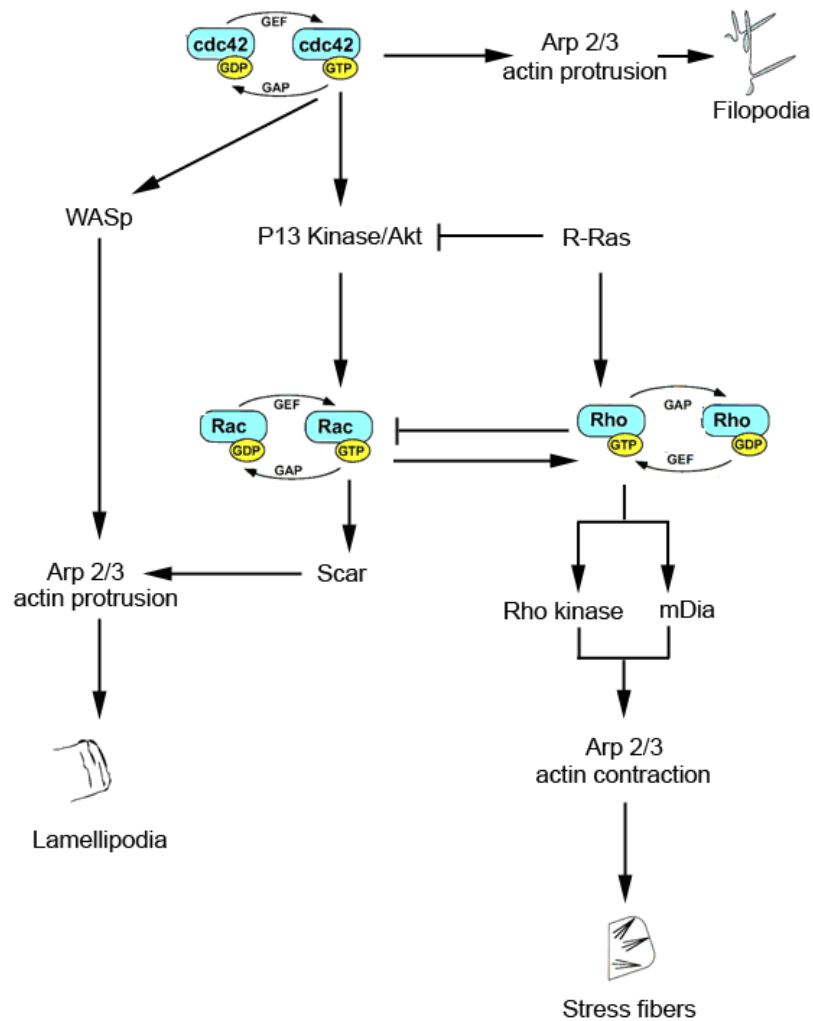 GEF
cdc42
GDP
cdc42
GTP
GAP
Arp 2/3
actin protrusion
Filopodia
WASp
P13 Kinase/Akt
R-Ras
GEF
Rac
GDP
Rac
GTP
GAP
GAP
Rho
GTP
Rho
GDP
GEF
Arp 2/3
actin protrusion
Scar
Rho kinase
mDia
Arp 2/3
actin contraction
Lamellipodia
Stress fibers